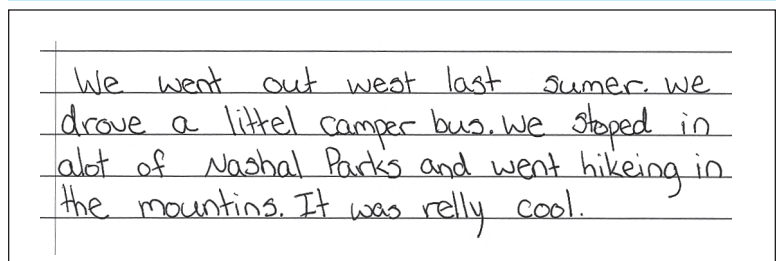 We went out west last sumer. we
drove a littel camper bus. We stoped in
alot of Nashal Parks and went hikeing in
the mountins. It was relly cool.